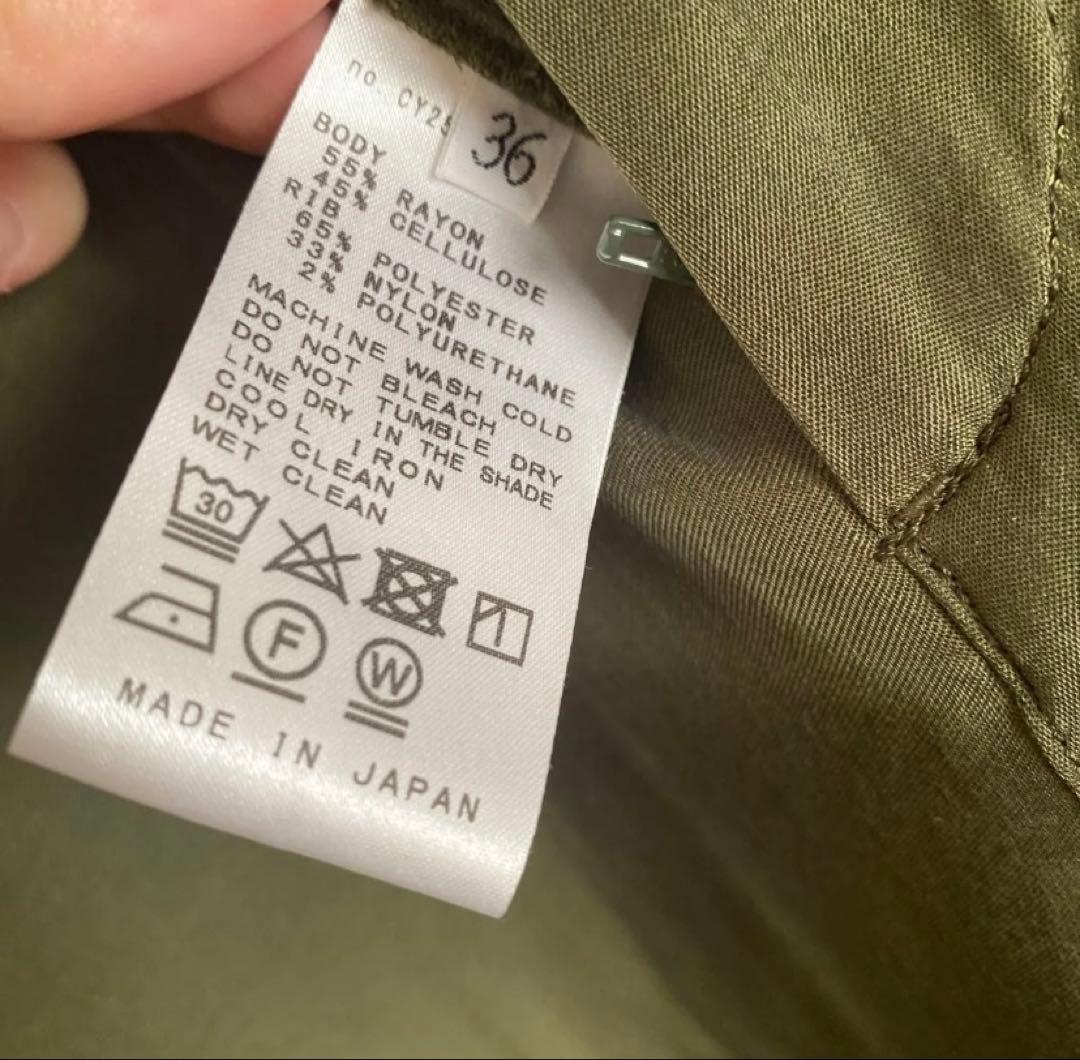 no. CY25
36
BODY
55% RAYON
45% CELLULOSE
RIB
65% POLYESTER
33% NYLON
2% POLYURETHANE
MACHINE WASH COLD
DO NOT BLEACH
DO NOT TUMBLE DRY
LINE DRY IN THE SHADE
COOL IRON
DRY CLEAN
WET CLEAN
30
F
W
MADE IN JAPAN